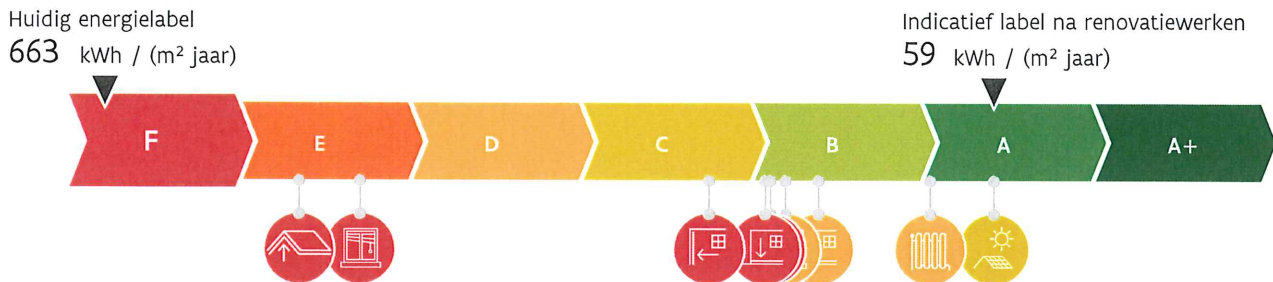 Huidig energielabel
663 kWh / (m² jaar)
Indicatief label na renovatiewerken
59 kWh / (m² jaar)
F E D C B A A+